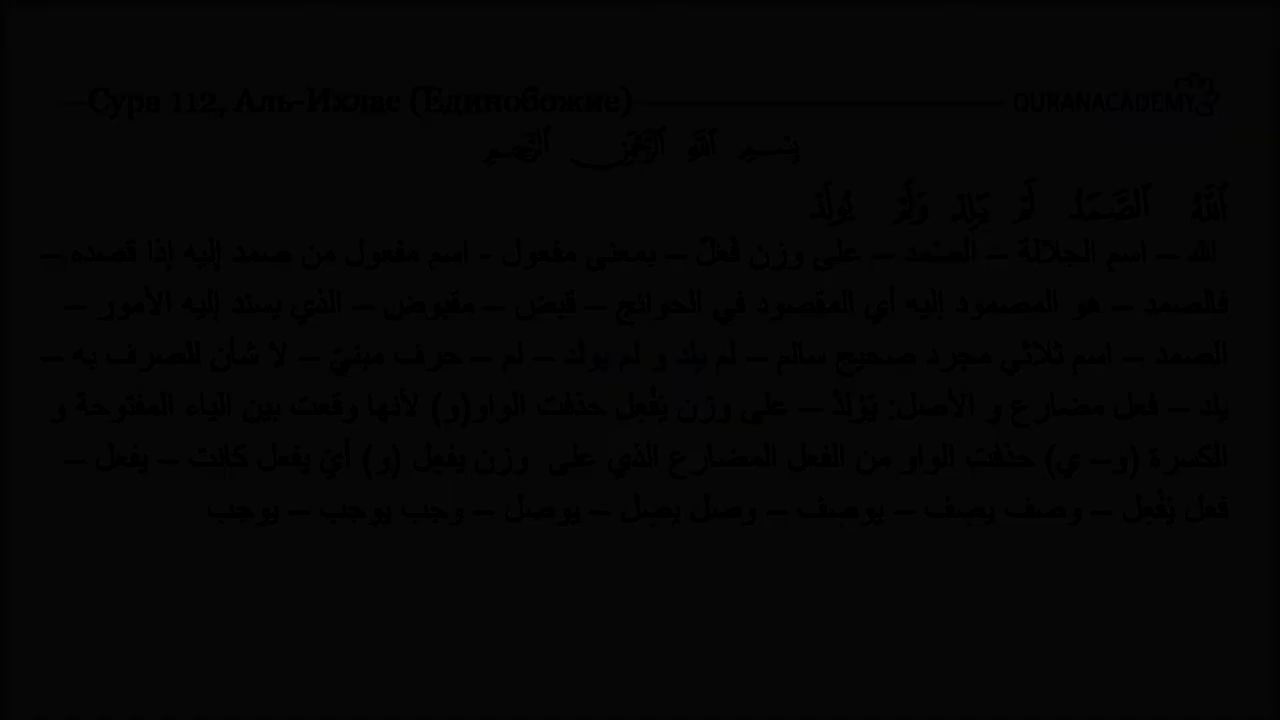 Сура 112, Аль-Ихлас (Единобожие)
QURANACADEMY
بِسْمِ ٱللَّهِ ٱلرَّحْمَٰنِ ٱلرَّحِيمِ
ٱللَّهُ ٱلصَّمَدُ لَمْ يَلِدْ وَلَمْ يُولَدْ
الله – اسم الجلالة – الصَمد – على وزن فَعلٌ – بمعنى مفعول - اسم مفعول من صمد إليه إذا قصده –
فالصمد – هو المصمود إليه أي المقصود في الحوائج – قبض – مقبوض – الذي يسند إليه الأمور –
الصمد – اسم ثلاثي مجرد صحيح سالم – لم يلد و لم يولد – لم – حرف مبنيّ – لا شأن للصرف به –
يلد – فعل مضارع و الأصل: يَوْلِدُ – على وزن يَفْعِل حذفت الواو(و) لأنها وقعت بين الياء المفتوحة و
الكسرة (و– ي) حذفت الواو من الفعل المضارع الذي على وزن يفعِل (و) أيّ يفعل كانت – يفعل –
فعل يَفْعِل – وصف يصف – يوصف – وصل يصِل – يوصل – وجب يوجب – يوجب